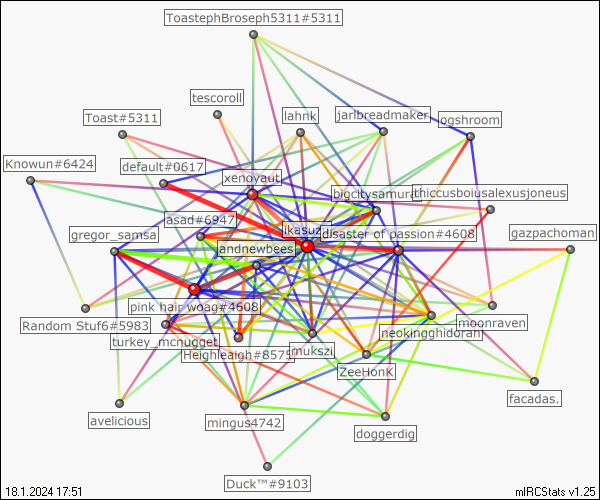 ToastephBroseph5311#5311
tescoroll
Toast#5311
lahnk
jarlbreadmaker
ogshroom
Knowun#6424
default#0617
xenoyaut
bigcitysamurai
thiccusboiusalexusjoneus
asad#6947
gregor_samsa
ikasuz
disaster of passion#4608
andnewbees
gazpachoman
pink hair woag#4608
Random Stuf6#5983
turkey_mcnugget
Heighleaigh#8575
mukszi
neokingghidorah
moonraven
ZeeHonk
facadas.
avelicious
mingus4742
doggerdig
Duck™#9103
18.1.2024 17:51
mIRCStats v1.25